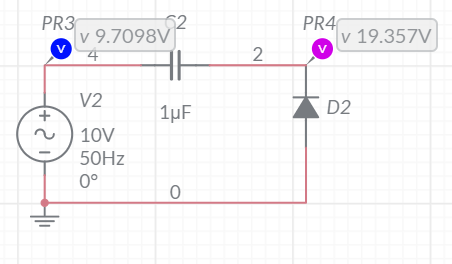 PR3
v 9.7098V
C2
4
V
2
PR4
V
v 19.357V
V2
10V
50Hz
0°
1μF
D2
0